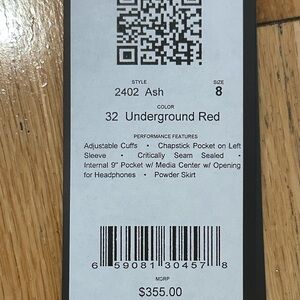 STYLE SIZE
2402 Ash 8
COLOR
32 Underground Red
PERFORMANCE FEATURES
Adjustable Cuffs • Chapstick Pocket on Left
Sleeve • Critically Seam Sealed •
Internal 9" Pocket w/ Media Center w/ Opening
for Headphones • Powder Skirt
6 59081 30457 8
MSRP
$355.00